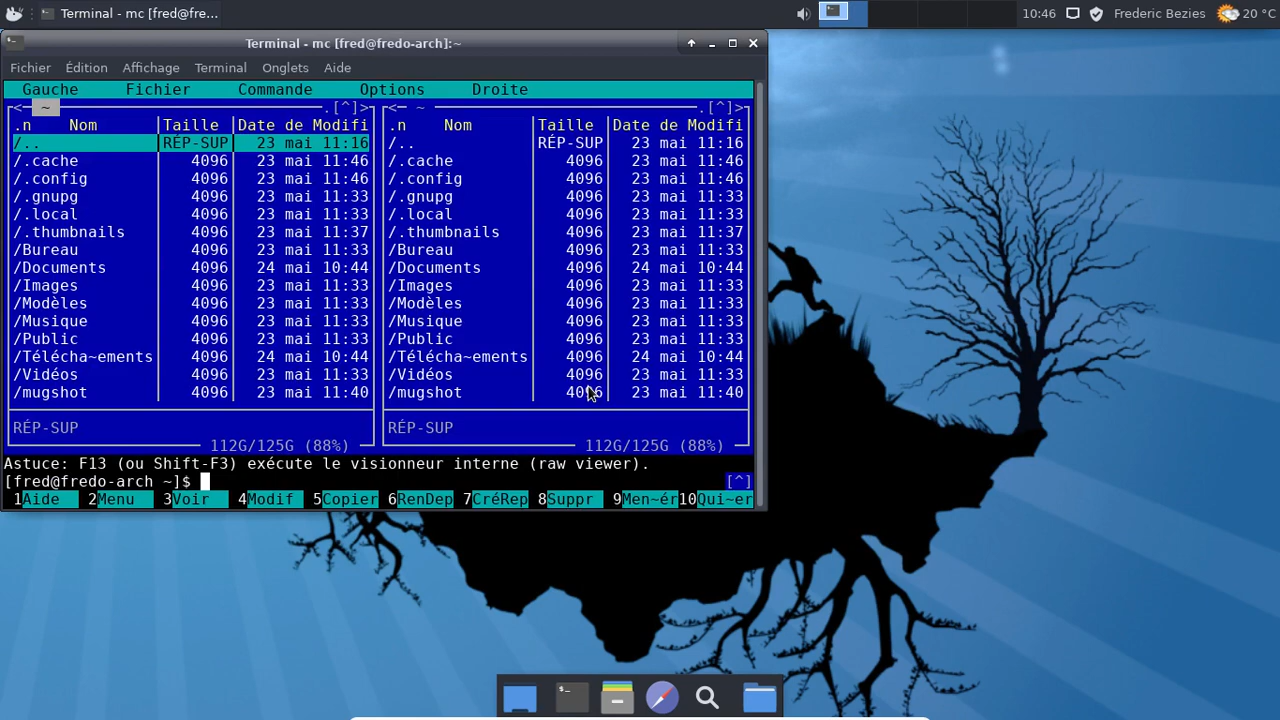 Terminal - mc [fred@fre... 10:46 Frederic Bezies 20 °C
Terminal - mc [fred@fredo-arch]:~
Fichier Édition Affichage Terminal Onglets Aide
Gauche Fichier Commande Options Droite
<─ ~ .[^]> <─ ~ .[^]>
.n Nom Taille Date de Modifi .n Nom Taille Date de Modifi
/.. RÉP-SUP 23 mai 11:16 /.. RÉP-SUP 23 mai 11:16
/.cache 4096 23 mai 11:46 /.cache 4096 23 mai 11:46
/.config 4096 23 mai 11:46 /.config 4096 23 mai 11:46
/.gnupg 4096 23 mai 11:33 /.gnupg 4096 23 mai 11:33
/.local 4096 23 mai 11:33 /.local 4096 23 mai 11:33
/.thumbnails 4096 23 mai 11:37 /.thumbnails 4096 23 mai 11:37
/Bureau 4096 23 mai 11:33 /Bureau 4096 23 mai 11:33
/Documents 4096 24 mai 10:44 /Documents 4096 24 mai 10:44
/Images 4096 23 mai 11:33 /Images 4096 23 mai 11:33
/Modèles 4096 23 mai 11:33 /Modèles 4096 23 mai 11:33
/Musique 4096 23 mai 11:33 /Musique 4096 23 mai 11:33
/Public 4096 23 mai 11:33 /Public 4096 23 mai 11:33
/Télécha~ements 4096 24 mai 10:44 /Télécha~ements 4096 24 mai 10:44
/Vidéos 4096 23 mai 11:33 /Vidéos 4096 23 mai 11:33
/mugshot 4096 23 mai 11:40 /mugshot 4096 23 mai 11:40
RÉP-SUP RÉP-SUP
112G/125G (88%) 112G/125G (88%)
Astuce: F13 (ou Shift-F3) exécute le visionneur interne (raw viewer).
[fred@fredo-arch ~]$ [^]
1Aide 2Menu 3Voir 4Modif 5Copier 6RenDep 7CréRep 8Suppr 9Men~ér10Qui~er